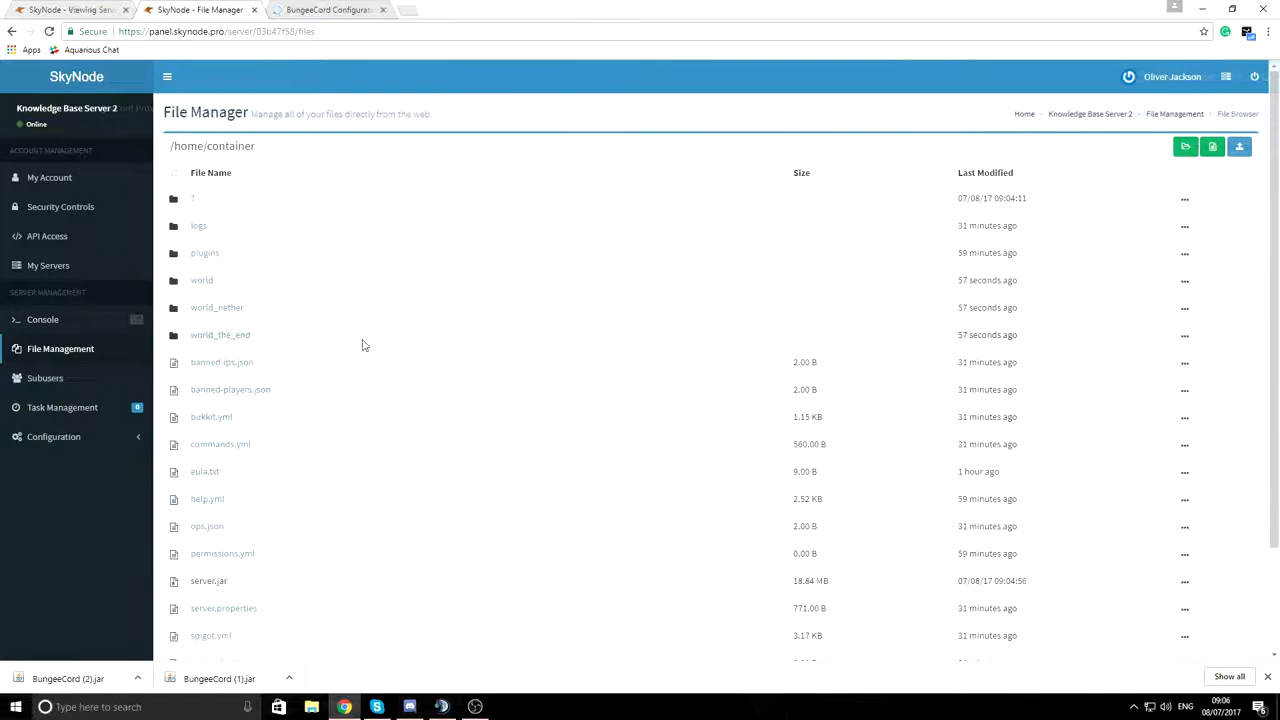 SkyNode - Viewing Serv
SkyNode - File Manager
BungeeCord Configurat
Secure
https://panel.skynode.pro/server/83b47f58/files
Apps
Aquarious Chat
SkyNode
Oliver Jackson
Knowledge Base Server 2
Online
File Manager Manage all of your files directly from the web.
Home
Knowledge Base Server 2
File Management
File Browser
ACCOUNT MANAGEMENT
My Account
Security Controls
API Access
My Servers
SERVER MANAGEMENT
Console
File Management
Subusers
Task Management 0
Configuration
/home/container
File Name Size Last Modified
? 07/08/17 09:04:11 •••
logs 31 minutes ago •••
plugins 59 minutes ago •••
world 57 seconds ago •••
world_nether 57 seconds ago •••
world_the_end 57 seconds ago •••
banned-ips.json 2.00 B 31 minutes ago •••
banned-players.json 2.00 B 31 minutes ago •••
bukkit.yml 1.15 KB 31 minutes ago •••
commands.yml 560.00 B 31 minutes ago •••
eula.txt 9.00 B 1 hour ago •••
help.yml 2.52 KB 59 minutes ago •••
ops.json 2.00 B 31 minutes ago •••
permissions.yml 0.00 B 59 minutes ago •••
server.jar 18.84 MB 07/08/17 09:04:56 •••
server.properties 771.00 B 31 minutes ago •••
spigot.yml 3.17 KB 31 minutes ago •••
BungeeCord (2).jar
BungeeCord (1).jar
Show all
Type here to search
ENG
09:06
08/07/2017